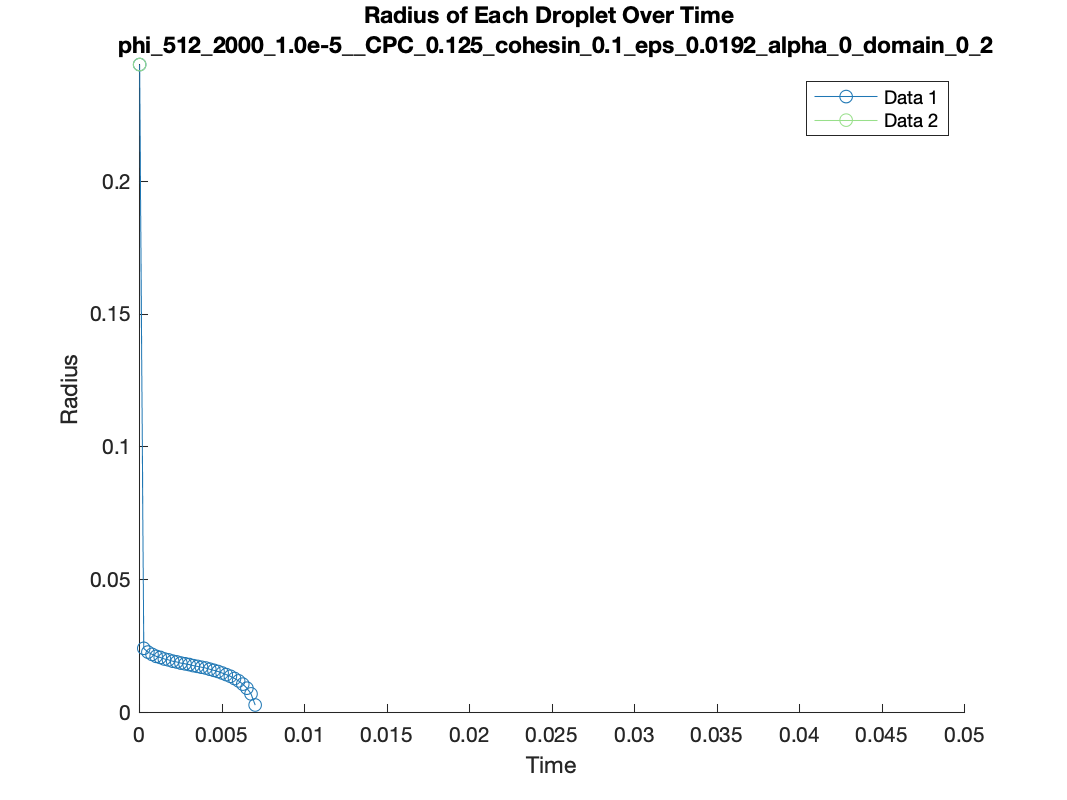 Radius of Each Droplet Over Time
phi_512_2000_1.0e-5__CPC_0.125_cohesin_0.1_eps_0.0192_alpha_0_domain_0_2
Data 1
Data 2
0.2
0.15
0.1
0.05
0
Radius
0 0.005 0.01 0.015 0.02 0.025 0.03 0.035 0.04 0.045 0.05
Time